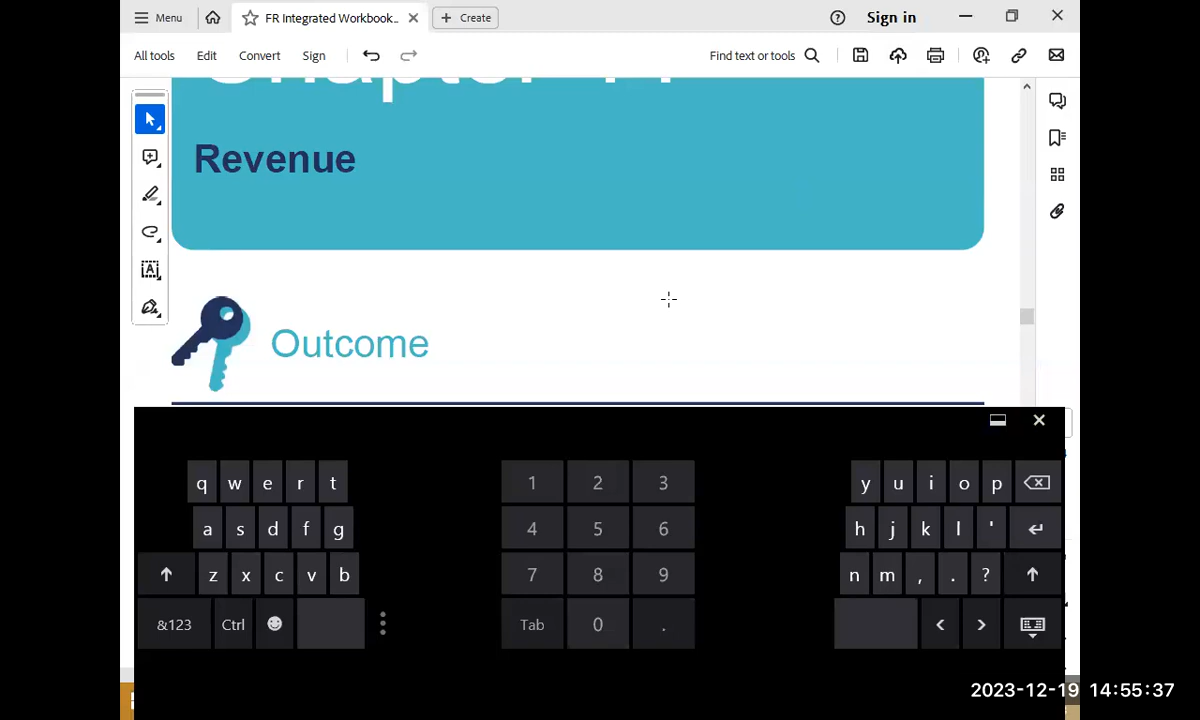 Menu
FR Integrated Workbook...
Create
Sign in
All tools
Edit
Convert
Sign
Find text or tools
Revenue
Outcome
q w e r t
1 2 3
y u i o p
a s d f g
4 5 6
h j k l '
z x c v b
7 8 9
n m , . ?
&123
Ctrl
Tab
0
.
< >
2023-12-19 14:55:37